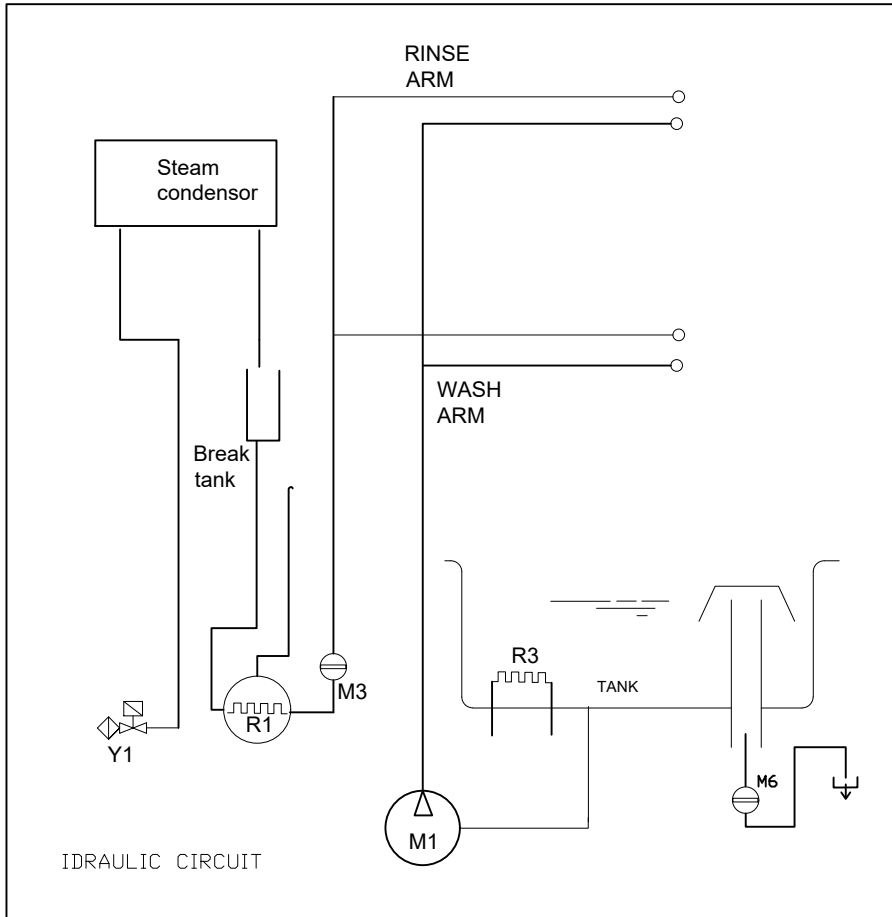 RINSE
ARM
Steam
condensor
WASH
ARM
Break
tank
R3
TANK
M3
R1
Y1
M6
M1
IDRAULIC CIRCUIT